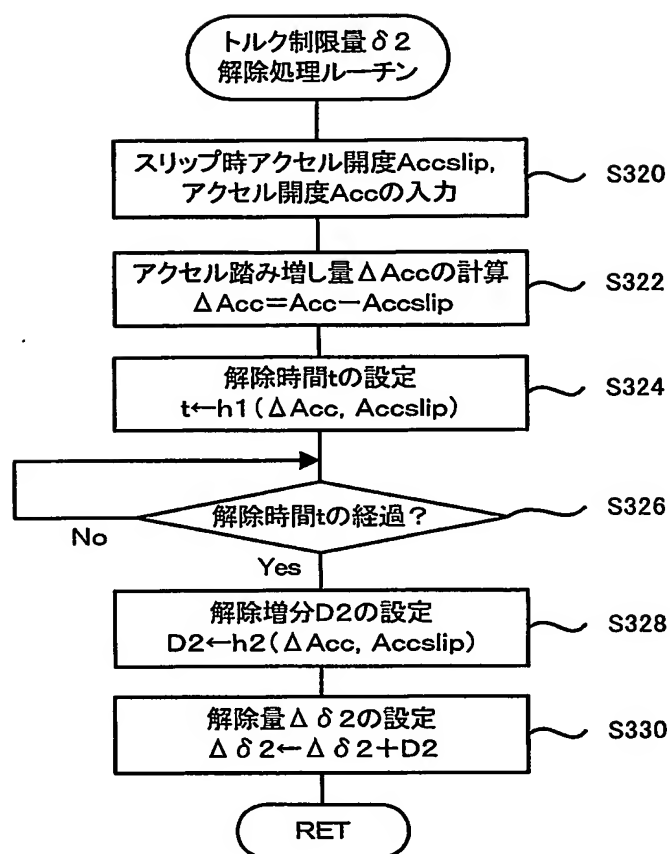 トルク制限量δ2
解除処理ルーチン
スリップ時アクセル開度Accslip,
アクセル開度Accの入力
S320
アクセル踏み増し量ΔAccの計算
ΔAcc=Acc-Accslip
S322
解除時間tの設定
t←h1(ΔAcc, Accslip)
S324
解除時間tの経過?
S326
No
Yes
解除増分D2の設定
D2←h2(ΔAcc, Accslip)
S328
解除量Δδ2の設定
Δδ2←Δδ2+D2
S330
RET